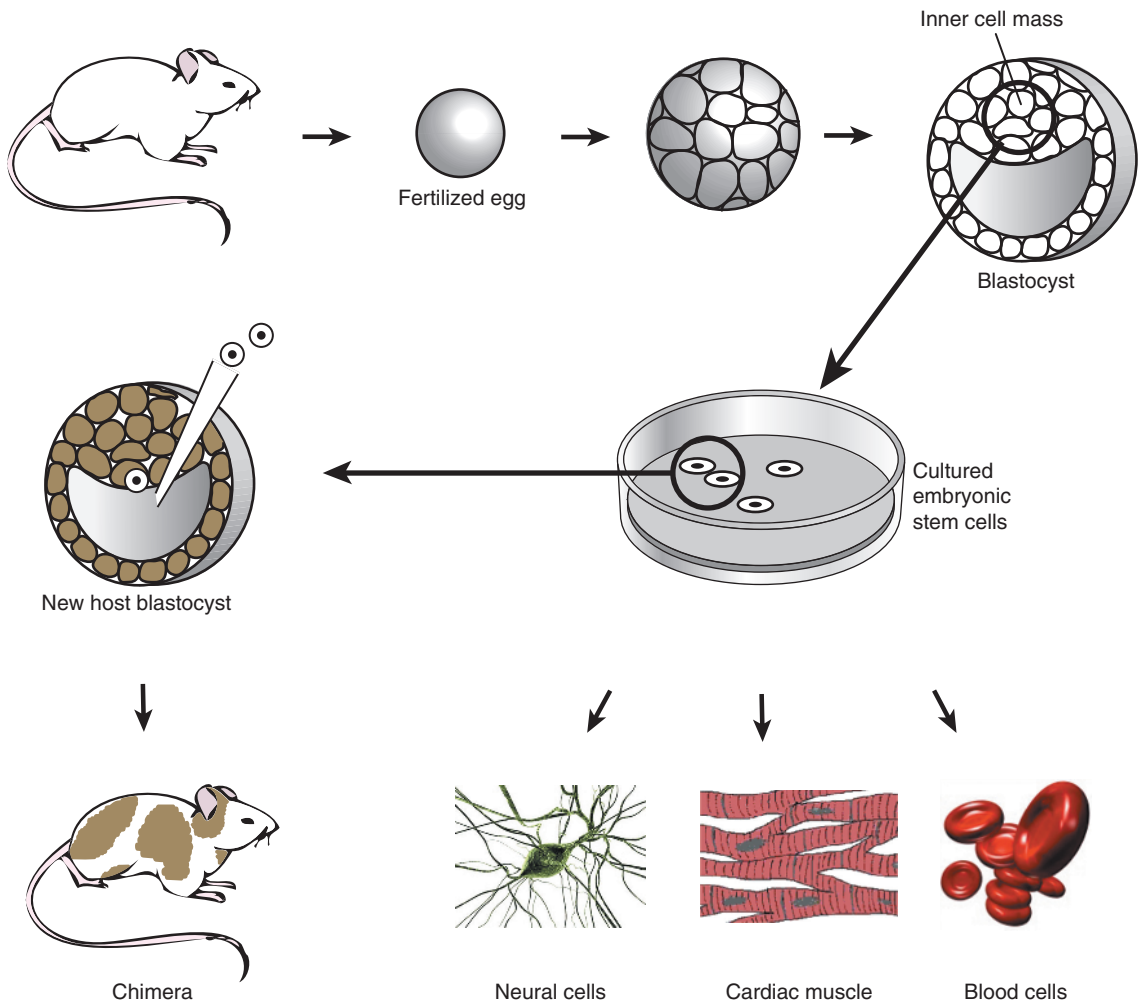 Inner cell mass
Fertilized egg
Blastocyst
Cultured
embryonic
stem cells
New host blastocyst
Chimera
Neural cells
Cardiac muscle
Blood cells